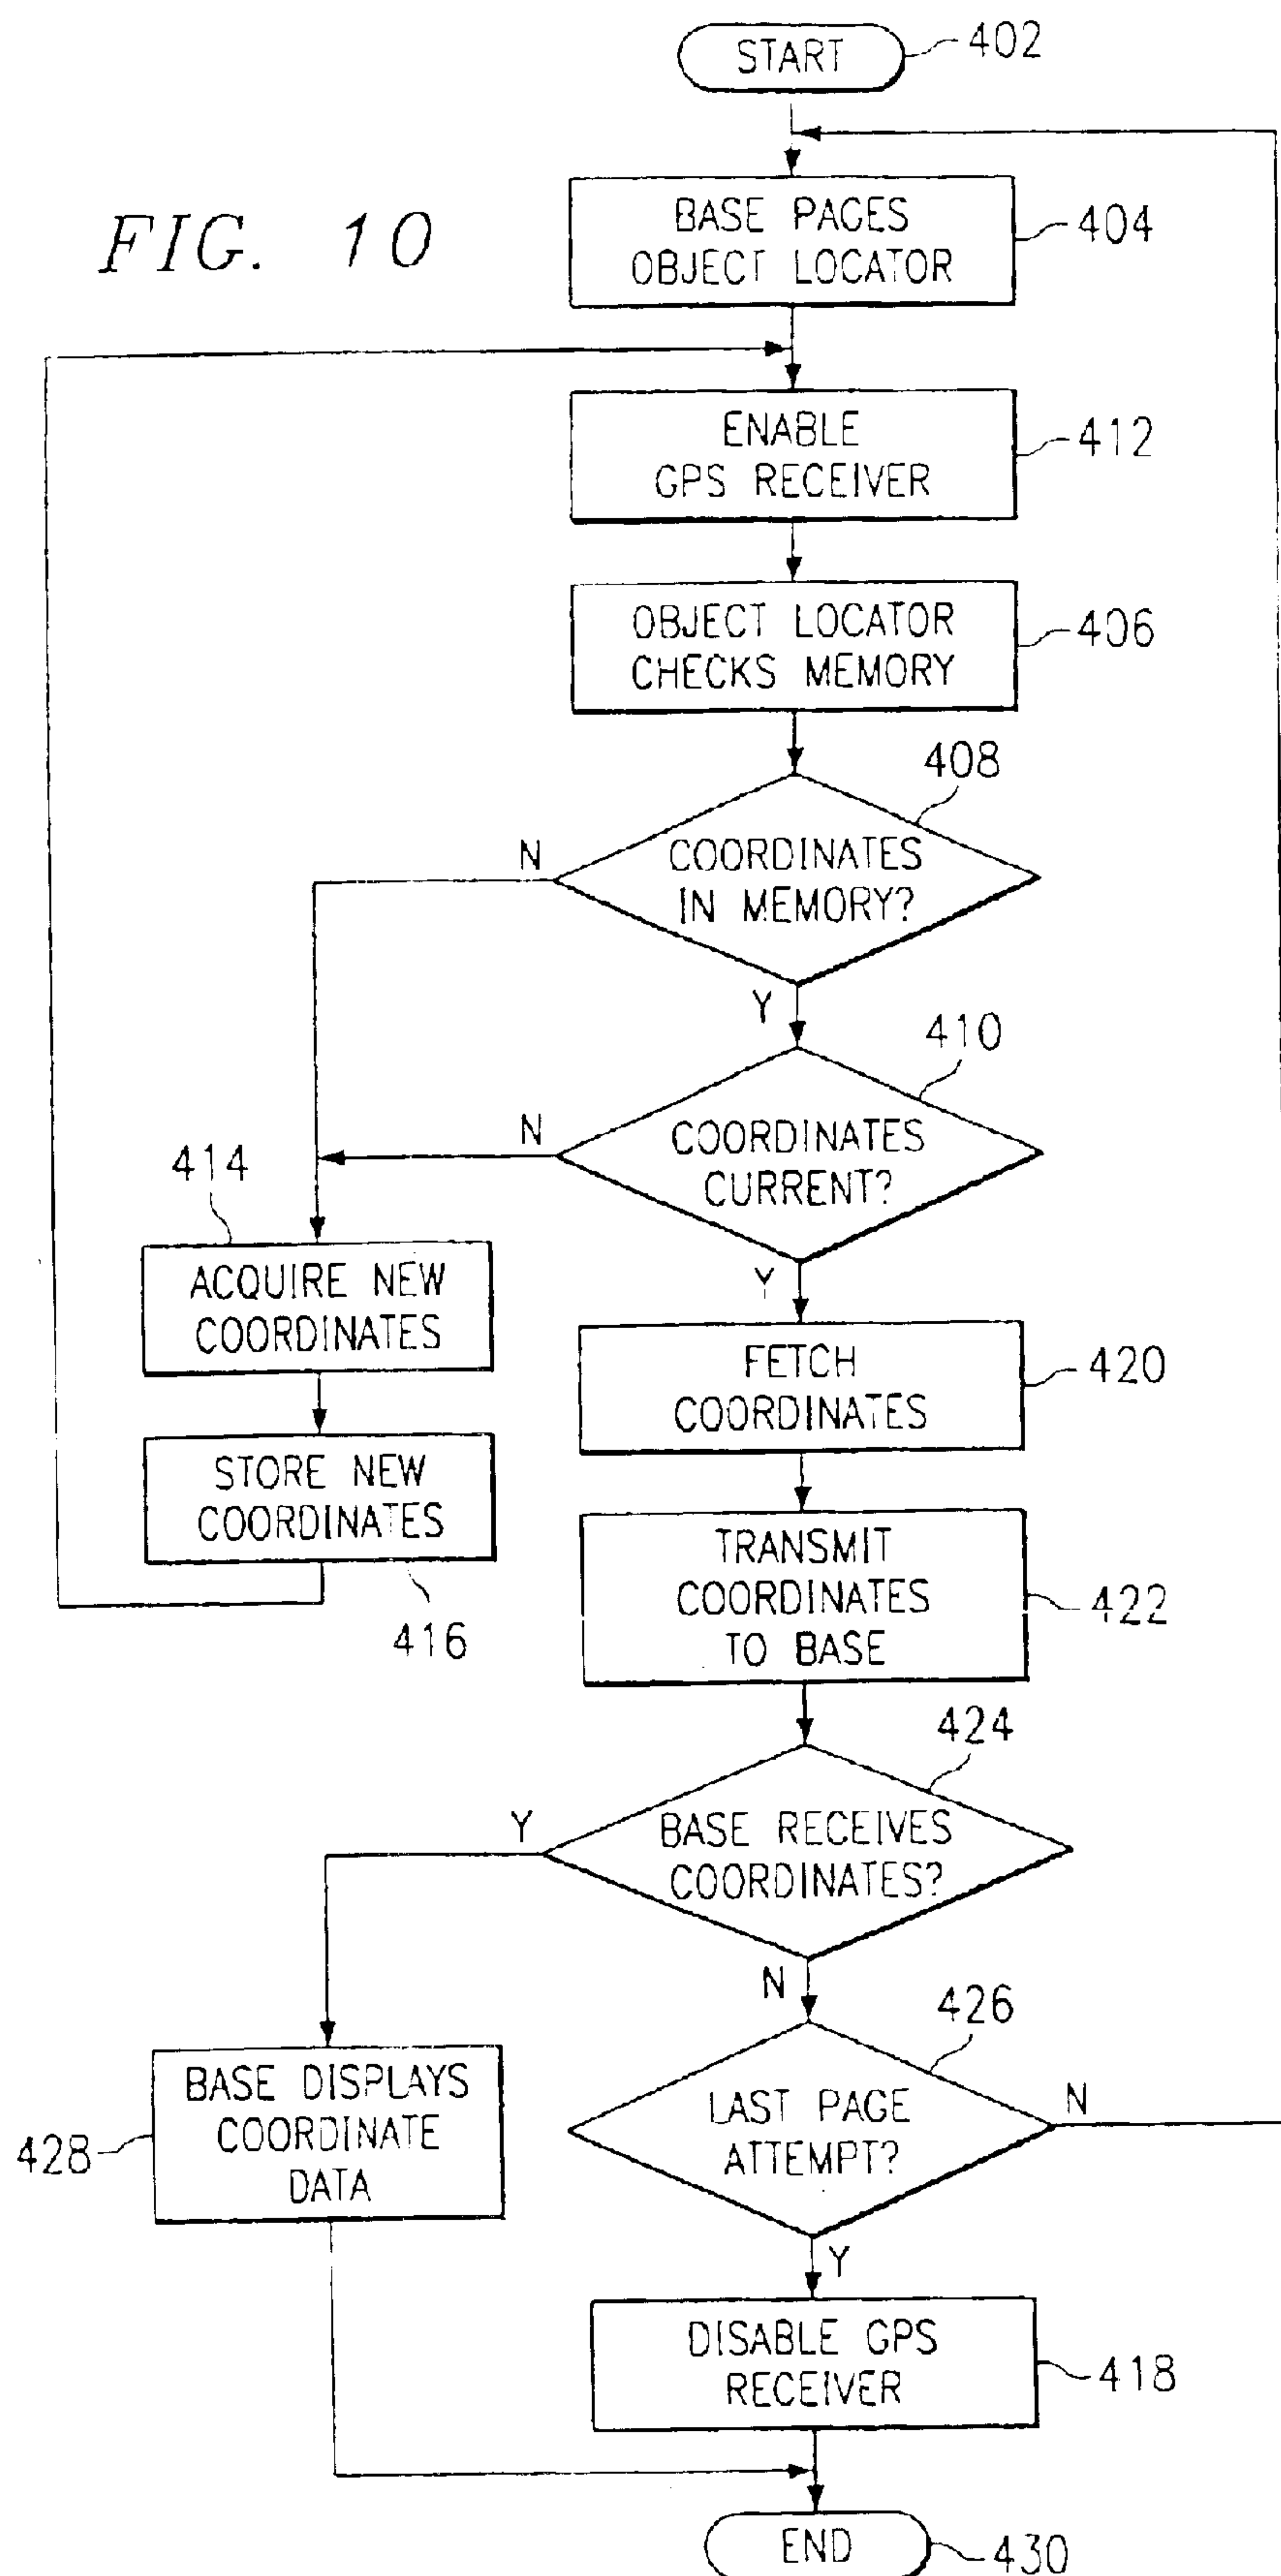 START
402
FIG. 10
BASE PAGES
OBJECT LOCATOR
404
ENABLE
GPS RECEIVER
412
OBJECT LOCATOR
CHECKS MEMORY
406
408
N
COORDINATES
IN MEMORY?
Y
410
N
COORDINATES
CURRENT?
Y
414
ACQUIRE NEW
COORDINATES
FETCH
COORDINATES
420
STORE NEW
COORDINATES
416
TRANSMIT
COORDINATES
TO BASE
422
424
Y
BASE RECEIVES
COORDINATES?
N
426
LAST PAGE
ATTEMPT?
N
Y
BASE DISPLAYS
COORDINATE
DATA
428
DISABLE GPS
RECEIVER
418
END
430